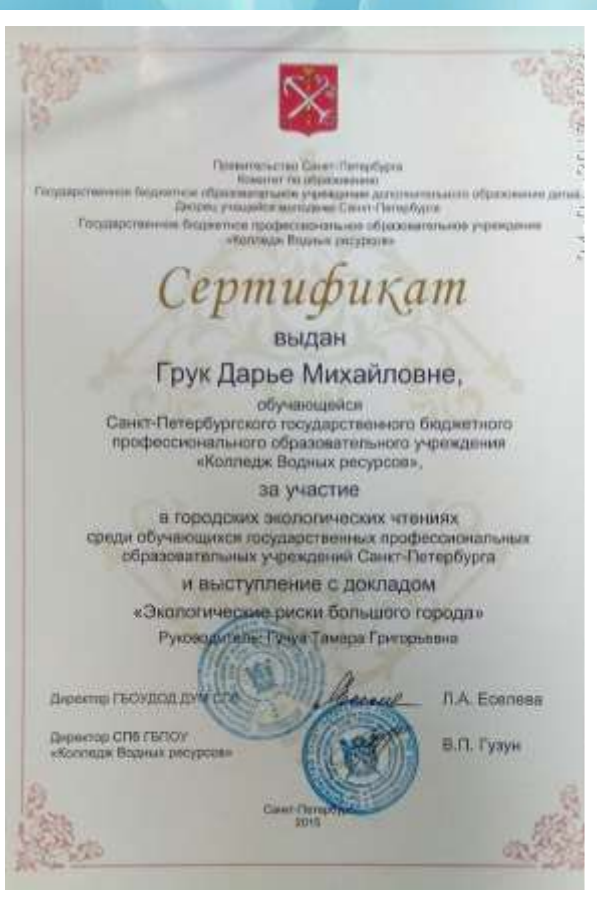 Правительство Санкт-Петербурга
Комитет по образованию
Государственное бюджетное образовательное учреждение дополнительного образования детей
Дворец учащейся молодежи Санкт-Петербурга
Государственное бюджетное профессиональное образовательное учреждение
«Колледж Водных ресурсов»
Сертификат
выдан
Грук Дарье Михайловне,
обучающейся
Санкт-Петербургского государственного бюджетного
профессионального образовательного учреждения
«Колледж Водных ресурсов»,
за участие
в городских экологических чтениях
среди обучающихся государственных профессиональных
образовательных учреждений Санкт-Петербурга
и выступление с докладом
«Экологические риски большого города»
Руководитель: Гучуа Тамара Григорьевна
Директор ГБОУДОД ДУМ СПб
Л.А. Еселева
Директор СПб ГБПОУ
«Колледж Водных ресурсов»
В.П. Гузун
Санкт-Петербург
2015